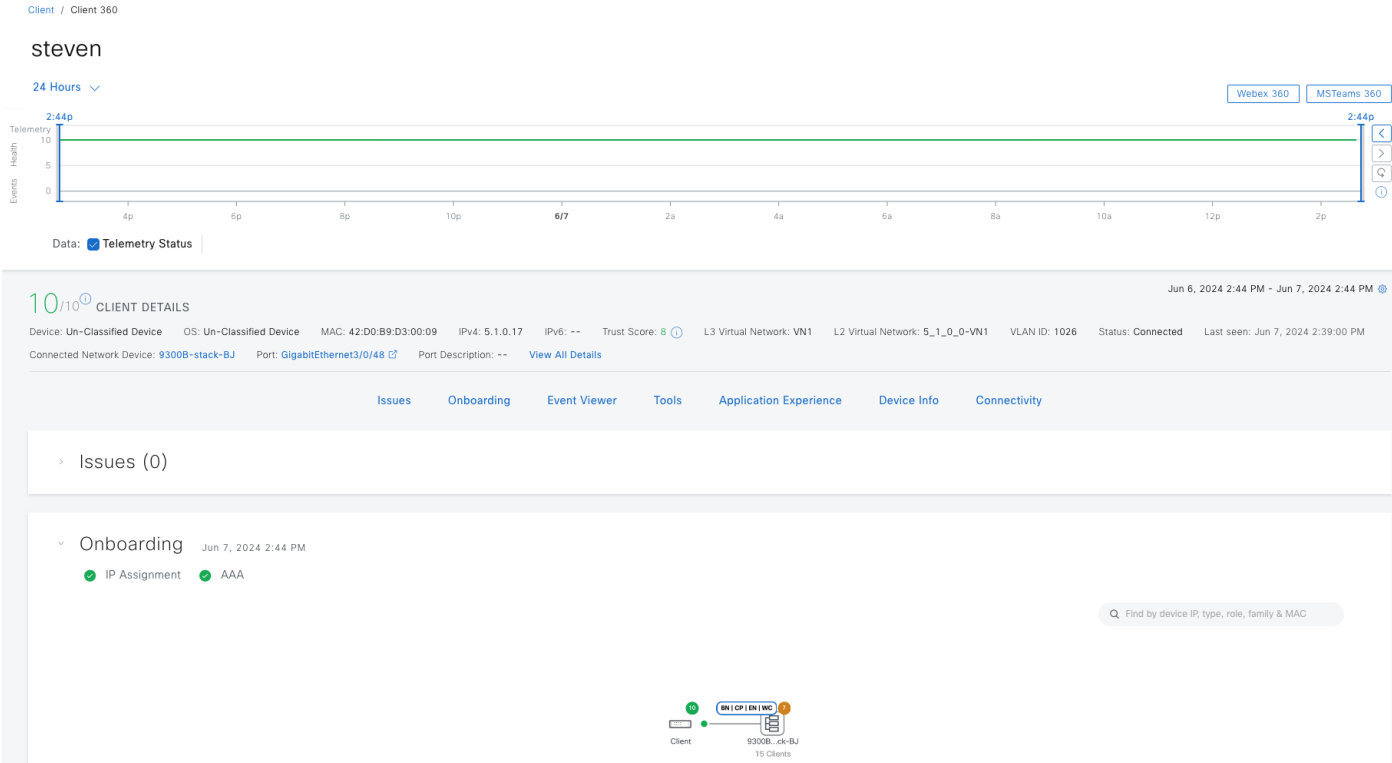 Client / Client 360
steven
24 Hours
Webex 360 MSTeams 360
2:44p 2:44p
Telemetry
10
Health
5
Events
0
4p 6p 8p 10p 6/7 2a 4a 6a 8a 10a 12p 2p
Data: Telemetry Status
Jun 6, 2024 2:44 PM - Jun 7, 2024 2:44 PM
10/10 CLIENT DETAILS
Device: Un-Classified Device OS: Un-Classified Device MAC: 42:D0:B9:D3:00:09 IPv4: 5.1.0.17 IPv6: -- Trust Score: 8 L3 Virtual Network: VN1 L2 Virtual Network: 5_1_0_0-VN1 VLAN ID: 1026 Status: Connected Last seen: Jun 7, 2024 2:39:00 PM
Connected Network Device: 9300B-stack-BJ Port: GigabitEthernet3/0/48 Port Description: -- View All Details
Issues Onboarding Event Viewer Tools Application Experience Device Info Connectivity
Issues (0)
Onboarding Jun 7, 2024 2:44 PM
IP Assignment AAA
Find by device IP, type, role, family & MAC
10 BN | CP | EN | WC 7
Client 9300B...ck-BJ
15 Clients